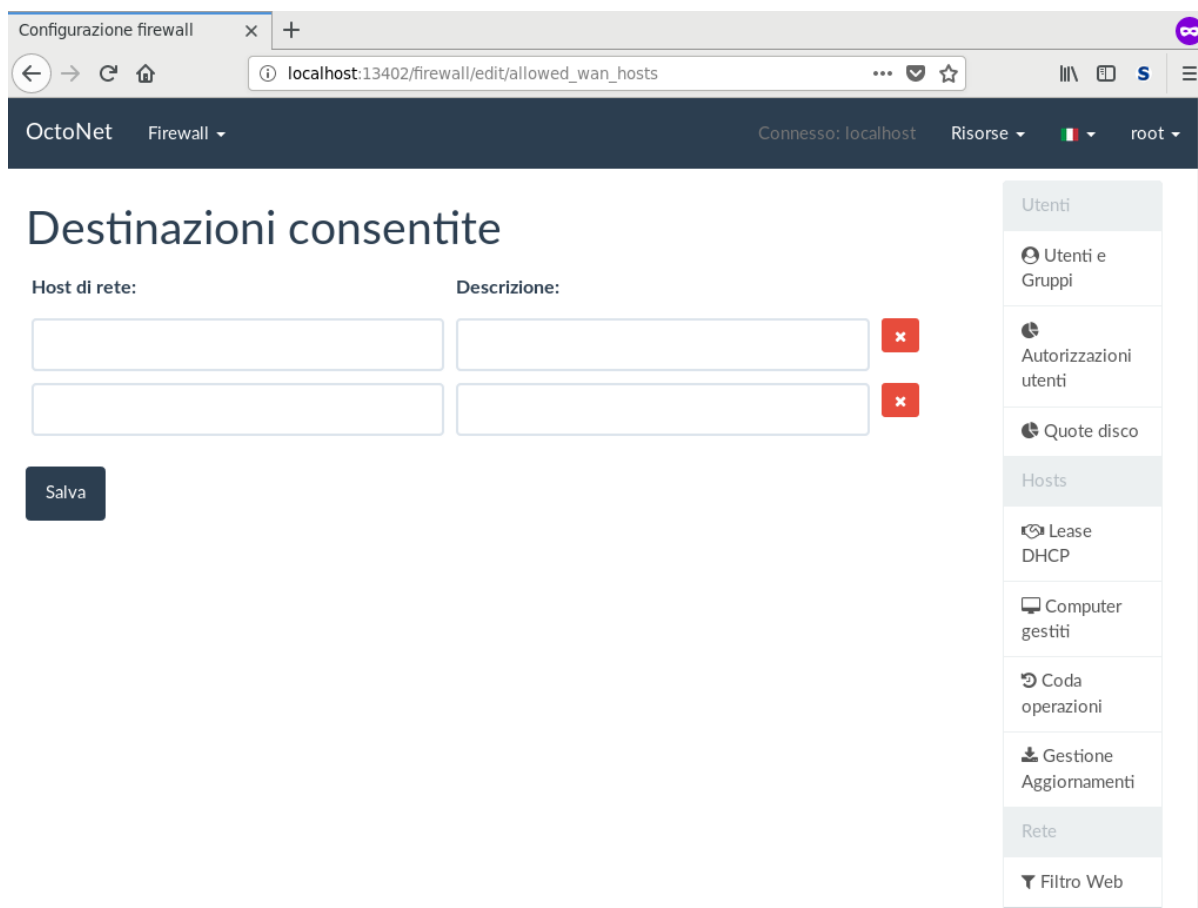 Configurazione firewall
localhost:13402/firewall/edit/allowed_wan_hosts
S
OctoNet Firewall Connesso: localhost Risorse root
Destinazioni consentite
Host di rete: Descrizione:
Salva
Utenti
Utenti e
Gruppi
Autorizzazioni
utenti
Quote disco
Hosts
Lease
DHCP
Computer
gestiti
Coda
operazioni
Gestione
Aggiornamenti
Rete
Filtro Web